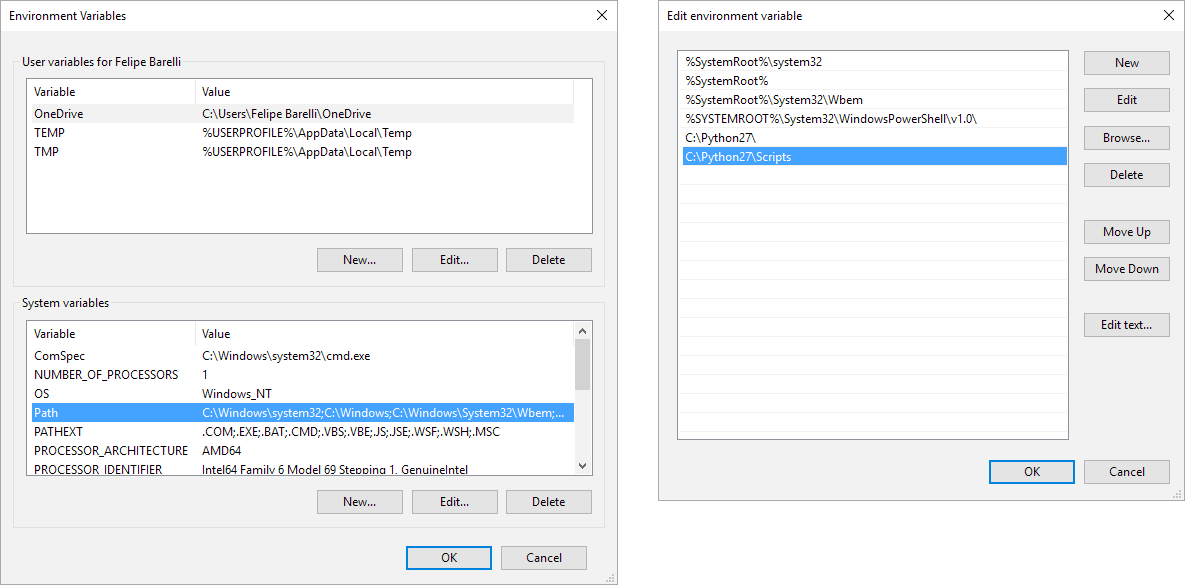 Environment Variables
User variables for Felipe Barelli
Variable Value
OneDrive C:\Users\Felipe Barelli\OneDrive
TEMP %USERPROFILE%\AppData\Local\Temp
TMP %USERPROFILE%\AppData\Local\Temp
New... Edit... Delete
System variables
Variable Value
ComSpec C:\Windows\system32\cmd.exe
NUMBER_OF_PROCESSORS 1
OS Windows_NT
Path C:\Windows\system32;C:\Windows;C:\Windows\System32\Wbem;...
PATHEXT .COM;.EXE;.BAT;.CMD;.VBS;.VBE;.JS;.JSE;.WSF;.WSH;.MSC
PROCESSOR_ARCHITECTURE AMD64
PROCESSOR_IDENTIFIER Intel64 Family 6 Model 69 Stepping 1, GenuineIntel
New... Edit... Delete
OK Cancel
Edit environment variable
%SystemRoot%\system32
%SystemRoot%
%SystemRoot%\System32\Wbem
%SYSTEMROOT%\System32\WindowsPowerShell\v1.0\
C:\Python27\
C:\Python27\Scripts
New
Edit
Browse...
Delete
Move Up
Move Down
Edit text...
OK Cancel